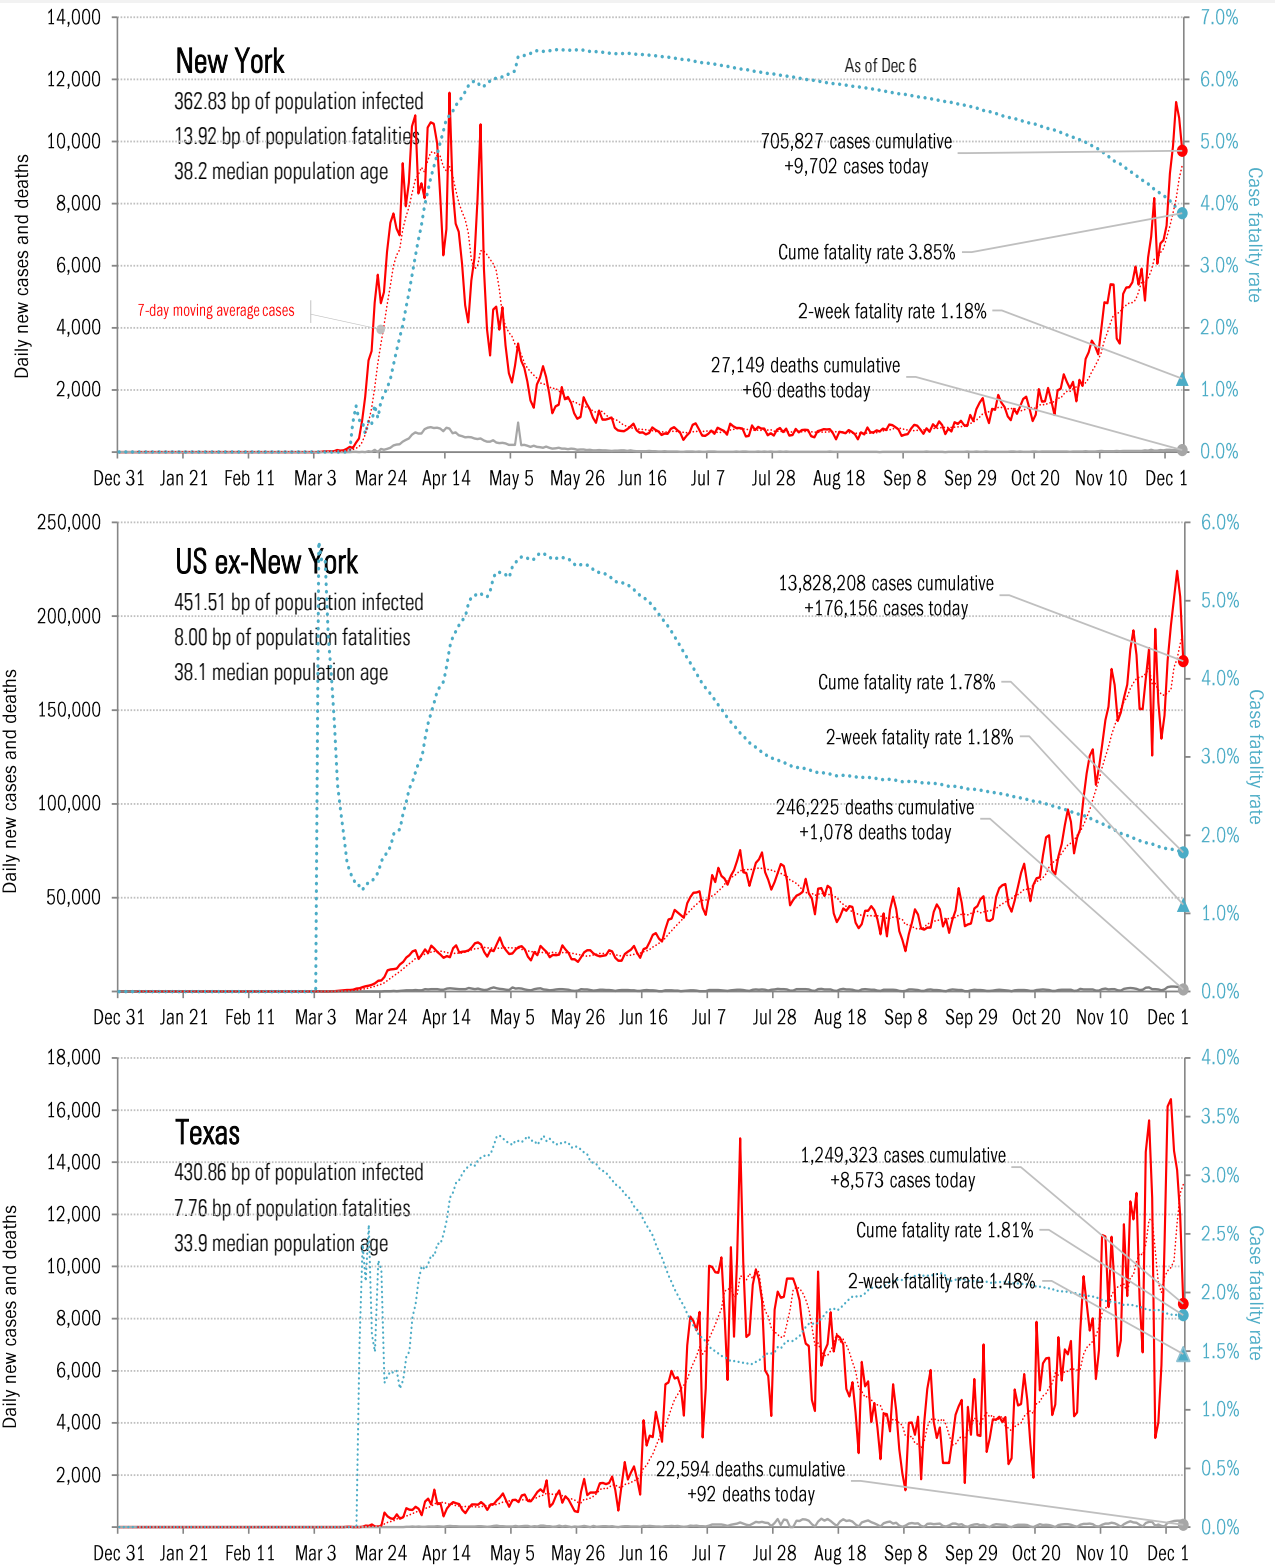 14,000
7.0%
New York
As of Dec 6
12,000
6.0%
362.83 bp of population infected
13.92 bp of population fatalities
38.2 median population age
10,000
5.0%
705,827 cases cumulative
+9,702 cases today
8,000
4.0%
Cume fatality rate 3.85%
6,000
3.0%
7-day moving average cases
2-week fatality rate 1.18%
4,000
2.0%
27,149 deaths cumulative
+60 deaths today
2,000
1.0%
0.0%
Daily new cases and deaths
Case fatality rate
Dec 31 Jan 21 Feb 11 Mar 3 Mar 24 Apr 14 May 5 May 26 Jun 16 Jul 7 Jul 28 Aug 18 Sep 8 Sep 29 Oct 20 Nov 10 Dec 1
250,000
6.0%
US ex-New York
451.51 bp of population infected
8.00 bp of population fatalities
38.1 median population age
13,828,208 cases cumulative
+176,156 cases today
200,000
5.0%
Cume fatality rate 1.78%
4.0%
150,000
2-week fatality rate 1.18%
3.0%
100,000
246,225 deaths cumulative
+1,078 deaths today
2.0%
50,000
1.0%
0.0%
Daily new cases and deaths
Case fatality rate
Dec 31 Jan 21 Feb 11 Mar 3 Mar 24 Apr 14 May 5 May 26 Jun 16 Jul 7 Jul 28 Aug 18 Sep 8 Sep 29 Oct 20 Nov 10 Dec 1
18,000
4.0%
16,000
3.5%
Texas
430.86 bp of population infected
7.76 bp of population fatalities
33.9 median population age
1,249,323 cases cumulative
+8,573 cases today
14,000
3.0%
12,000
2.5%
Cume fatality rate 1.81%
10,000
2-week fatality rate 1.48%
2.0%
8,000
1.5%
6,000
1.0%
4,000
22,594 deaths cumulative
+92 deaths today
2,000
0.5%
0.0%
Daily new cases and deaths
Case fatality rate
Dec 31 Jan 21 Feb 11 Mar 3 Mar 24 Apr 14 May 5 May 26 Jun 16 Jul 7 Jul 28 Aug 18 Sep 8 Sep 29 Oct 20 Nov 10 Dec 1